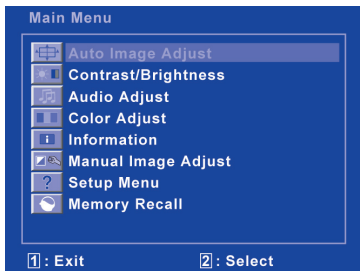 Main Menu
Auto Image Adjust
Contrast/Brightness
Audio Adjust
Color Adjust
Information
Manual Image Adjust
Setup Menu
Memory Recall
1 : Exit 2 : Select